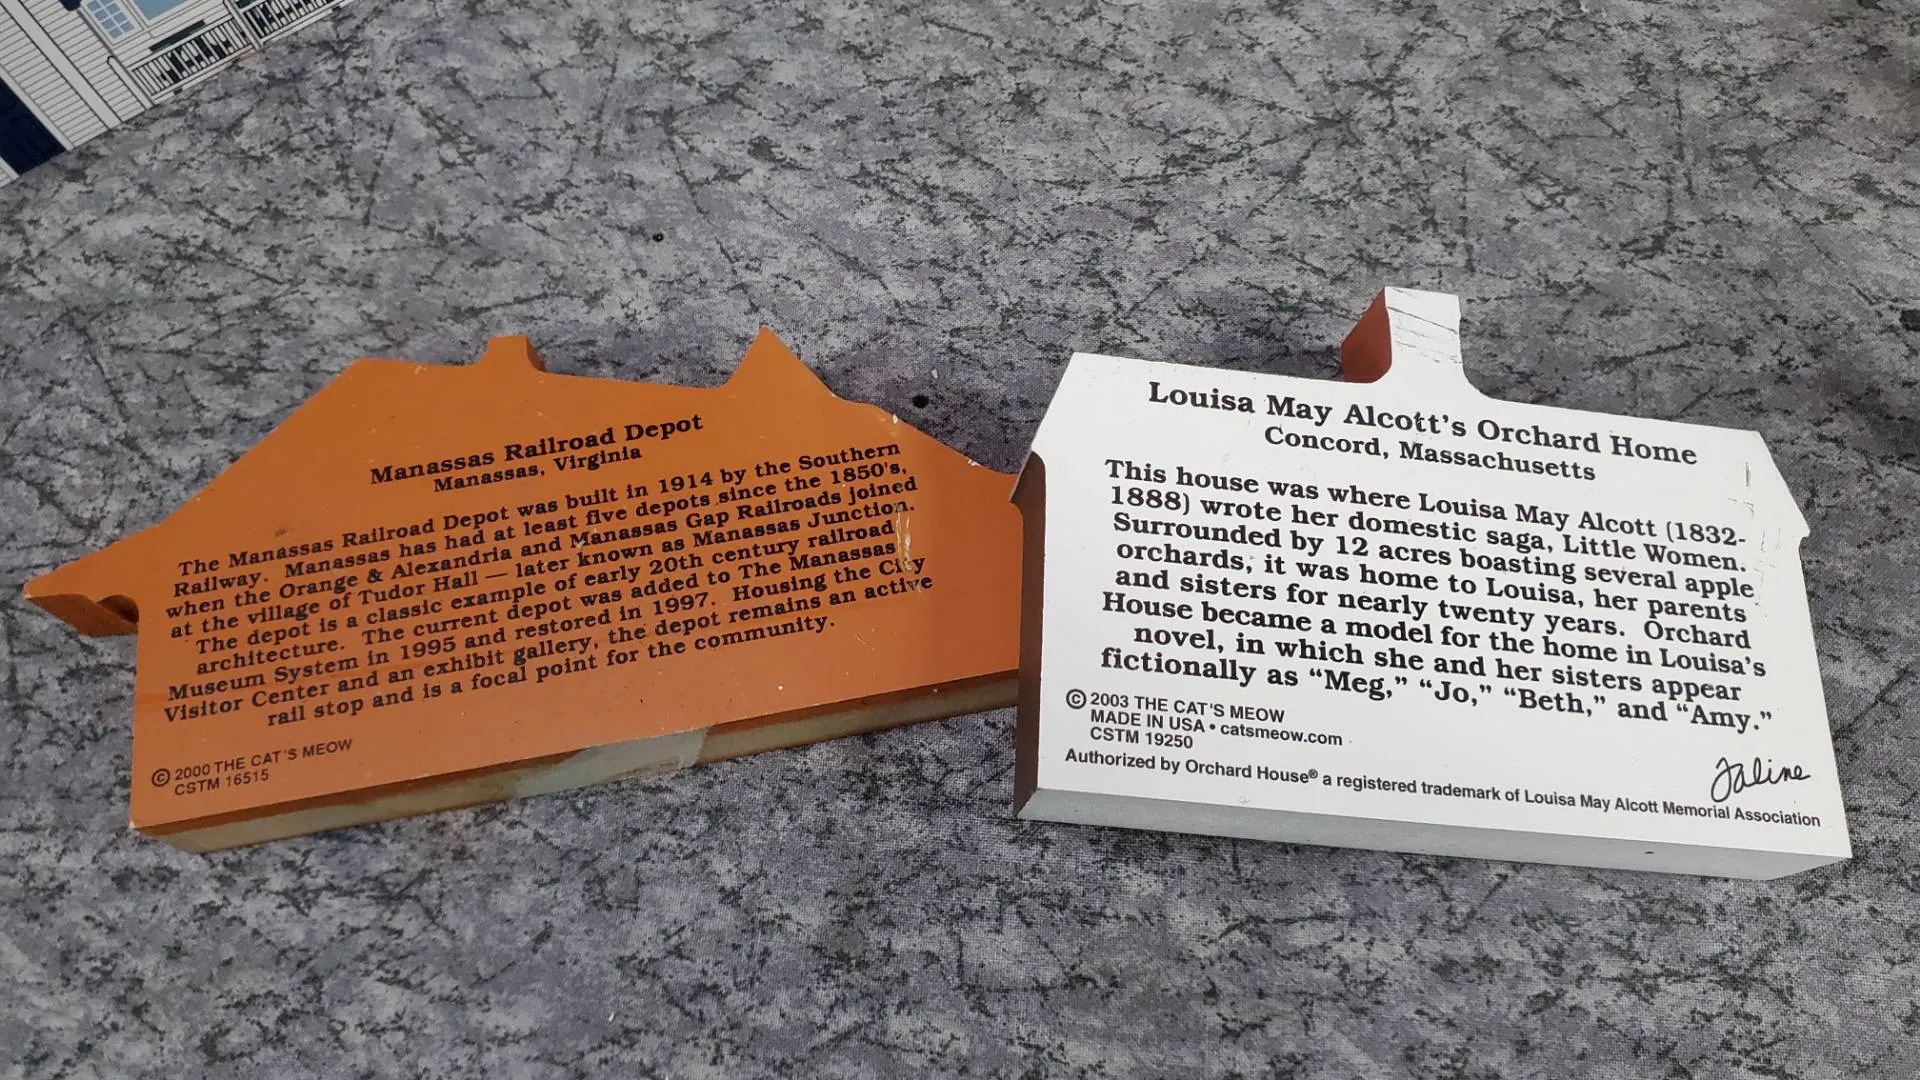 Manassas Railroad Depot
Manassas, Virginia
The Manassas Railroad Depot was built in 1914 by the Southern
Railway. Manassas has had at least five depots since the 1850's,
when the Orange & Alexandria and Manassas Gap Railroads joined
at the village of Tudor Hall — later known as Manassas Junction.
The depot is a classic example of early 20th century railroad
architecture. The current depot was added to The Manassas
Museum System in 1995 and restored in 1997. Housing the City
Visitor Center and an exhibit gallery, the depot remains an active
rail stop and is a focal point for the community.
© 2000 THE CAT'S MEOW
CSTM 16515
Louisa May Alcott's Orchard Home
Concord, Massachusetts
This house was where Louisa May Alcott (1832-
1888) wrote her domestic saga, Little Women.
Surrounded by 12 acres boasting several apple
orchards, it was home to Louisa, her parents
and sisters for nearly twenty years. Orchard
House became a model for the home in Louisa's
novel, in which she and her sisters appear
fictionally as “Meg,” “Jo,” “Beth,” and “Amy.”
© 2003 THE CAT'S MEOW
MADE IN USA • catsmeow.com
CSTM 19250
Faline
Authorized by Orchard House® a registered trademark of Louisa May Alcott Memorial Association